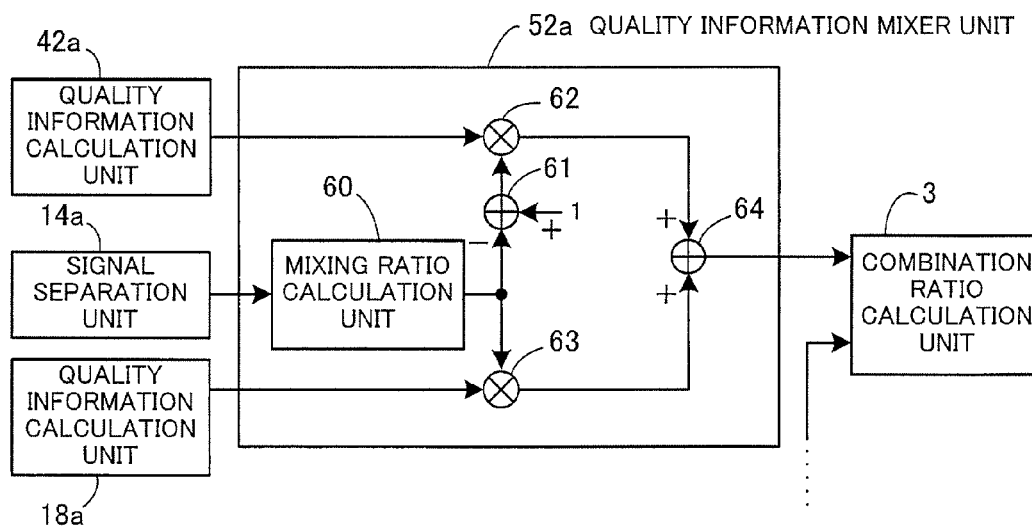 52a QUALITY INFORMATION MIXER UNIT
42a
QUALITY
INFORMATION
CALCULATION
UNIT
62
61
1
+
−
60
14a
SIGNAL
SEPARATION
UNIT
MIXING RATIO
CALCULATION
UNIT
+
64
+
3
COMBINATION
RATIO
CALCULATION
UNIT
63
QUALITY
INFORMATION
CALCULATION
UNIT
18a